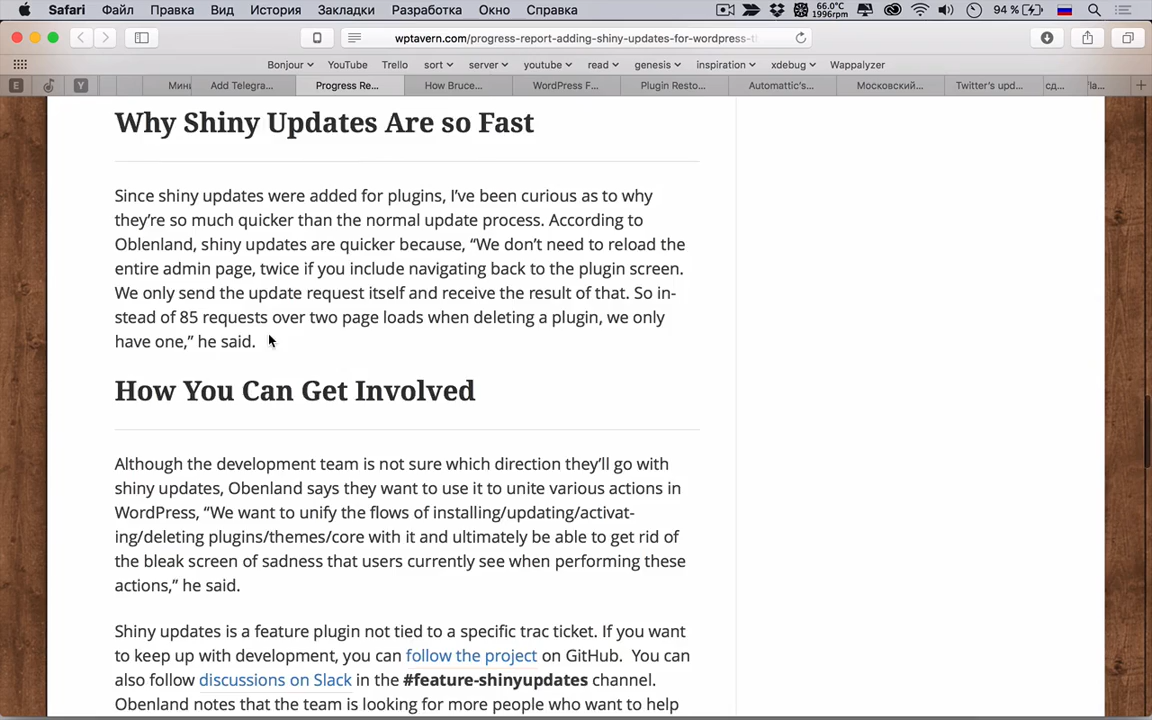 Safari Файл Правка Вид История Закладки Разработка Окно Справка 66.0°C 1996rpm 94 %
wptavern.com/progress-report-adding-shiny-updates-for-wordpress-t
Bonjour YouTube Trello sort server youtube read genesis inspiration xdebug Wappalyzer
E Y Мини Add Telegra... Progress Re... How Bruce... WordPress F... Plugin Resto... Automattic's... Московский... Twitter's upd... сд...
Why Shiny Updates Are so Fast
Since shiny updates were added for plugins, I’ve been curious as to why
they’re so much quicker than the normal update process. According to
Oblenland, shiny updates are quicker because, “We don’t need to reload the
entire admin page, twice if you include navigating back to the plugin screen.
We only send the update request itself and receive the result of that. So in-
stead of 85 requests over two page loads when deleting a plugin, we only
have one,” he said.
How You Can Get Involved
Although the development team is not sure which direction they’ll go with
shiny updates, Obenland says they want to use it to unite various actions in
WordPress, “We want to unify the flows of installing/updating/activat-
ing/deleting plugins/themes/core with it and ultimately be able to get rid of
the bleak screen of sadness that users currently see when performing these
actions,” he said.
Shiny updates is a feature plugin not tied to a specific trac ticket. If you want
to keep up with development, you can follow the project on GitHub. You can
also follow discussions on Slack in the #feature-shinyupdates channel.
Obenland notes that the team is looking for more people who want to help